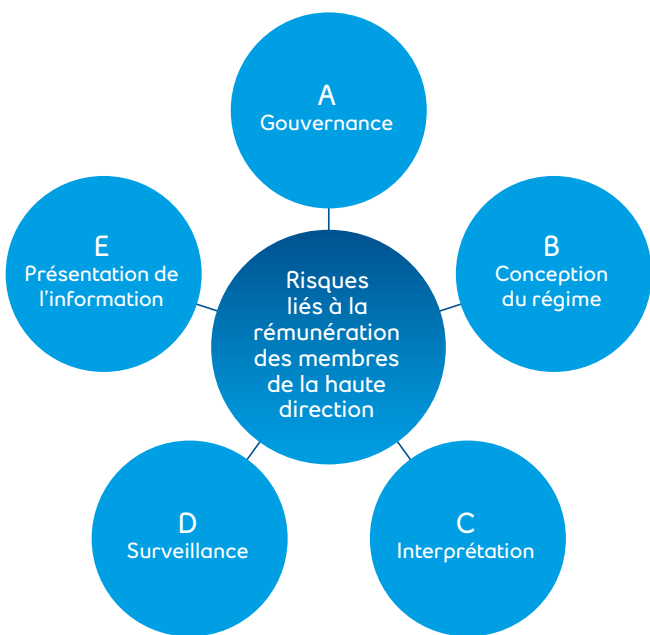 A
Gouvernance
B
Conception
du régime
C
Interprétation
D
Surveillance
E
Présentation de
l'information
Risques
liés à la
rémunération
des membres
de la haute
direction